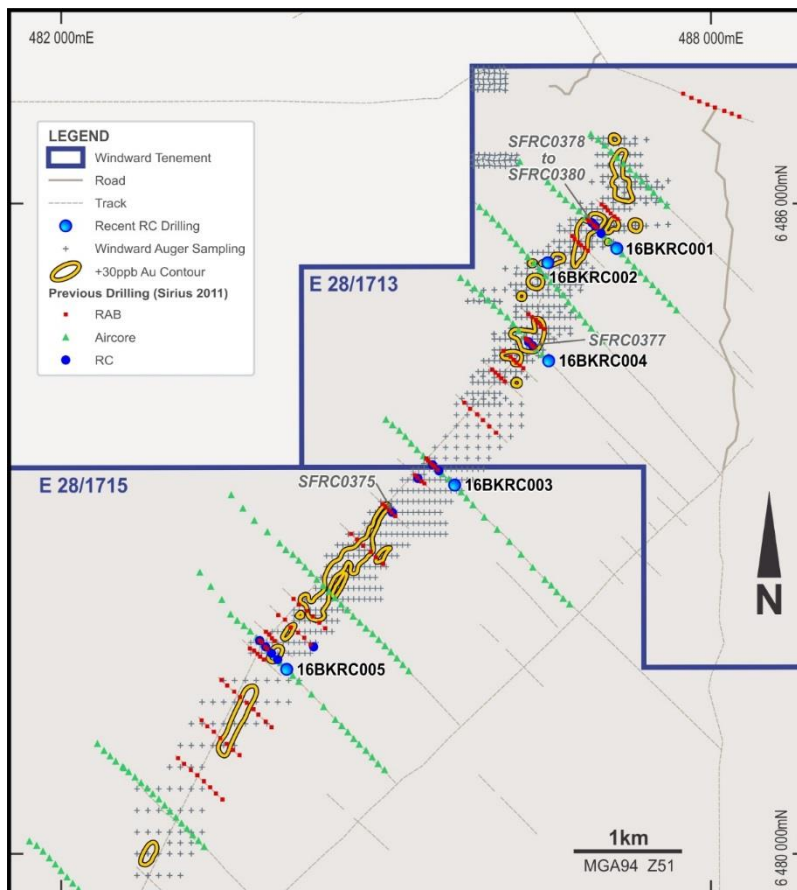 482 000mE
488 000mE
LEGEND
Windward Tenement
Road
Track
Recent RC Drilling
Windward Auger Sampling
+30ppb Au Contour
Previous Drilling (Sirius 2011)
RAB
Aircore
RC
SFRC0378
to
SFRC0380
6 486 000mN
16BKRC001
16BKRC002
E 28/1713
SFRC0377
16BKRC004
E 28/1715
SFRC0375
16BKRC003
16BKRC005
N
1km
MGA94 Z51
6 480 000mN